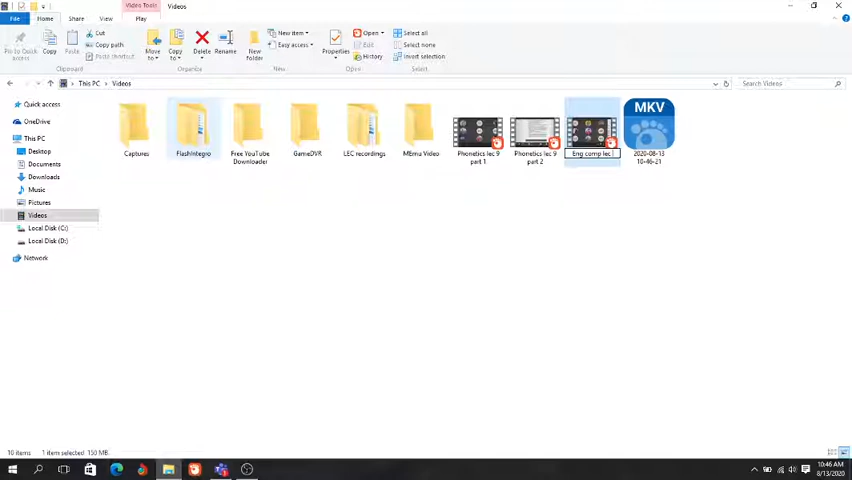 Video Tools
Videos
File
Home
Share
View
Play
Pin to Quick access
Copy
Paste
Cut
Copy path
Paste shortcut
Clipboard
Move to
Copy to
Delete
Rename
Organize
New folder
New item
Easy access
New
Properties
Open
Edit
History
Open
Select all
Select none
Invert selection
Select
This PC
Videos
Search Videos
Quick access
OneDrive
This PC
Desktop
Documents
Downloads
Music
Pictures
Videos
Local Disk (C:)
Local Disk (D:)
Network
Captures
FlashIntegro
Free YouTube
Downloader
GameDVR
LEC recordings
MEmu Video
Phonetics lec 9
part 1
Phonetics lec 9
part 2
Eng comp lec
MKV
2020-08-13
10-46-21
10 items
1 item selected 150 MB
10:46 AM
8/13/2020